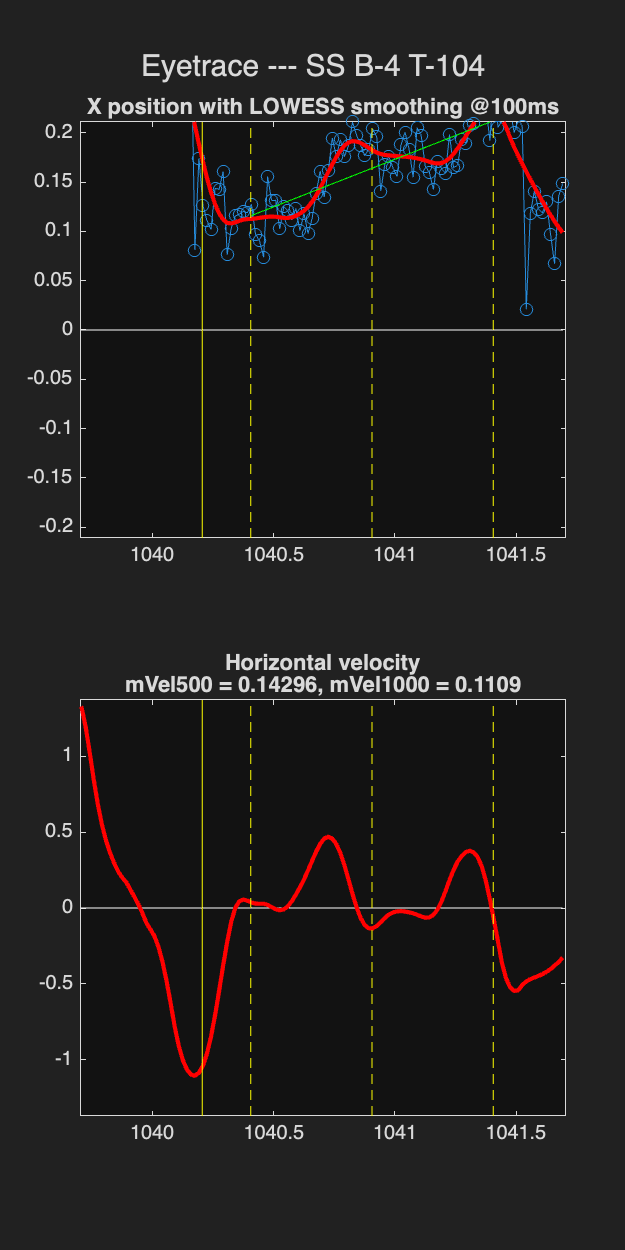 Eyetrace --- SS B-4 T-104
X position with LOWESS smoothing @100ms
0.2
0.15
0.1
0.05
0
-0.05
-0.1
-0.15
-0.2
1040 1040.5 1041 1041.5
Horizontal velocity
mVel500 = 0.14296, mVel1000 = 0.1109
1
0.5
0
-0.5
-1
1040 1040.5 1041 1041.5